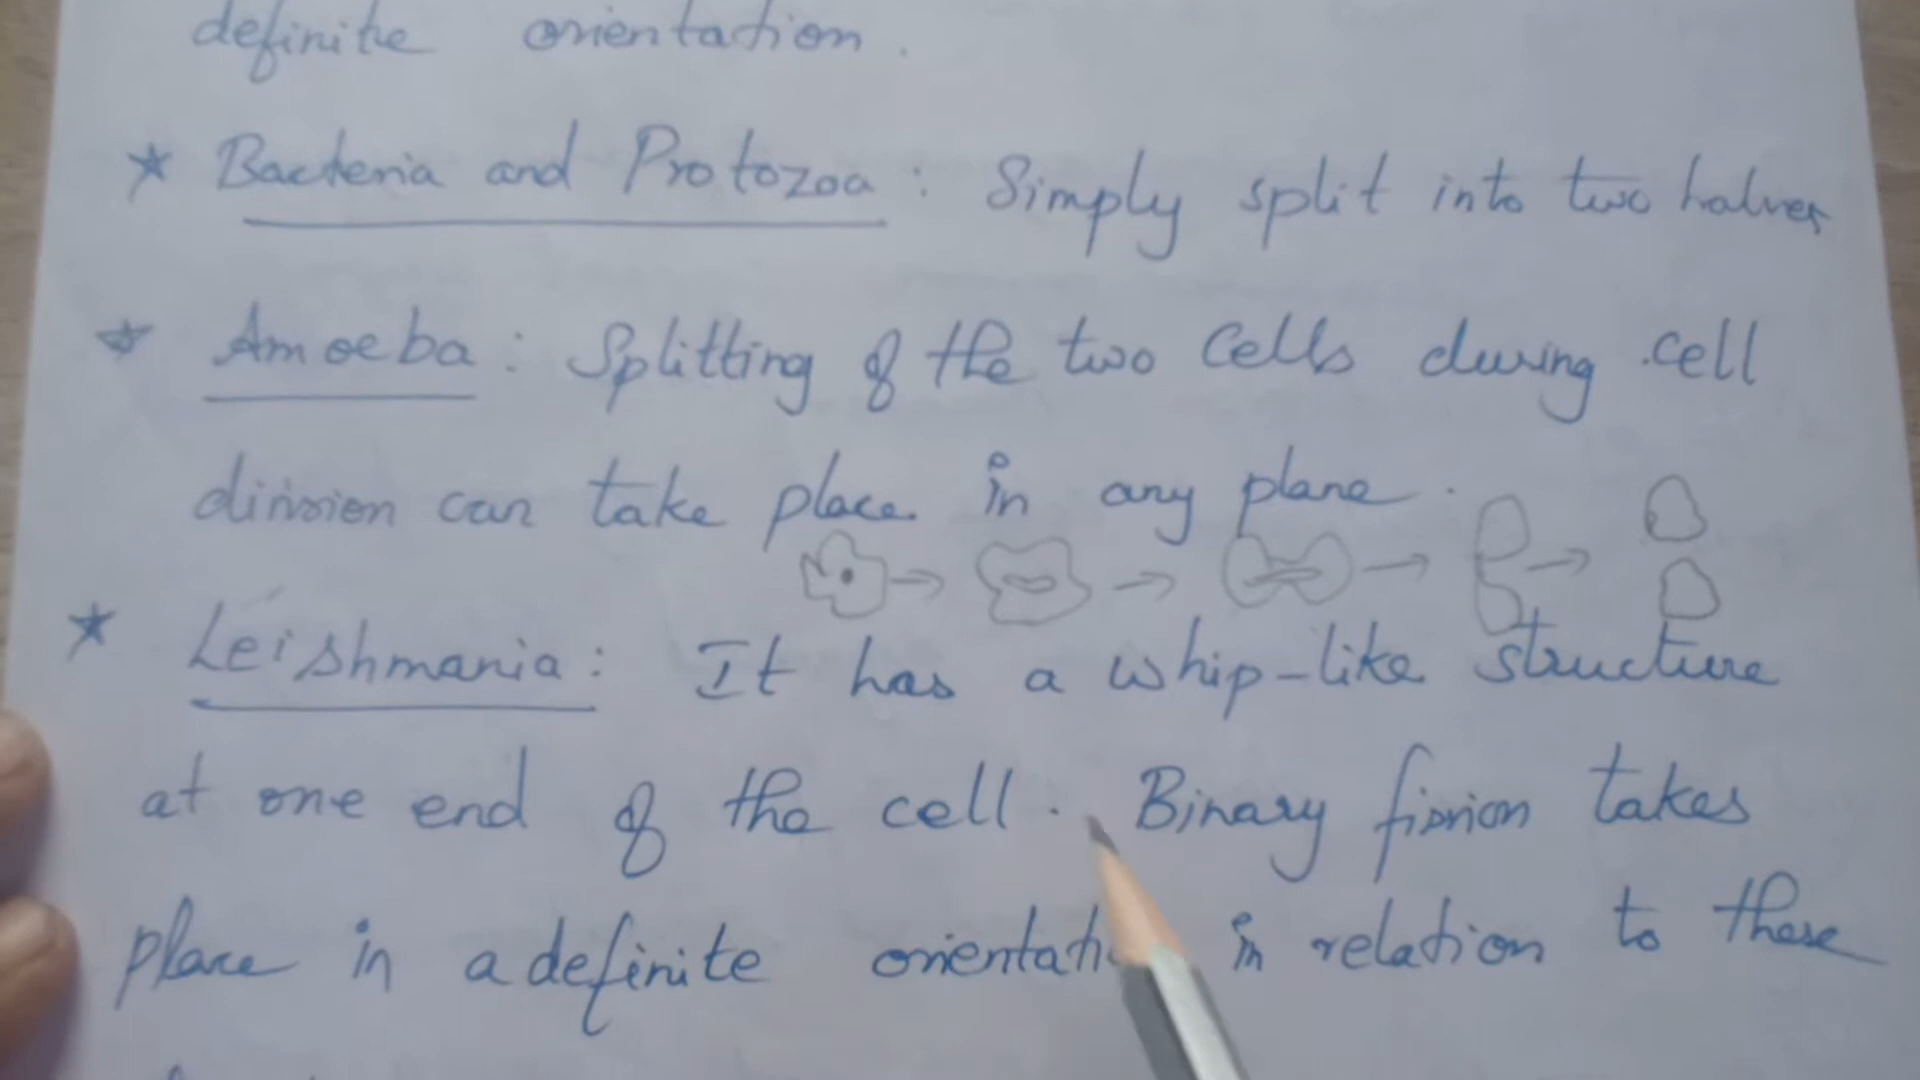 definite orientation.
★ Bacteria and Protozoa : Simply split into two halves
★ Amoeba : Splitting of the two cells during cell
division can take place in any plane.
★ Leishmania : It has a whip-like structure
at one end of the cell. Binary fission takes
place in a definite in relation to these